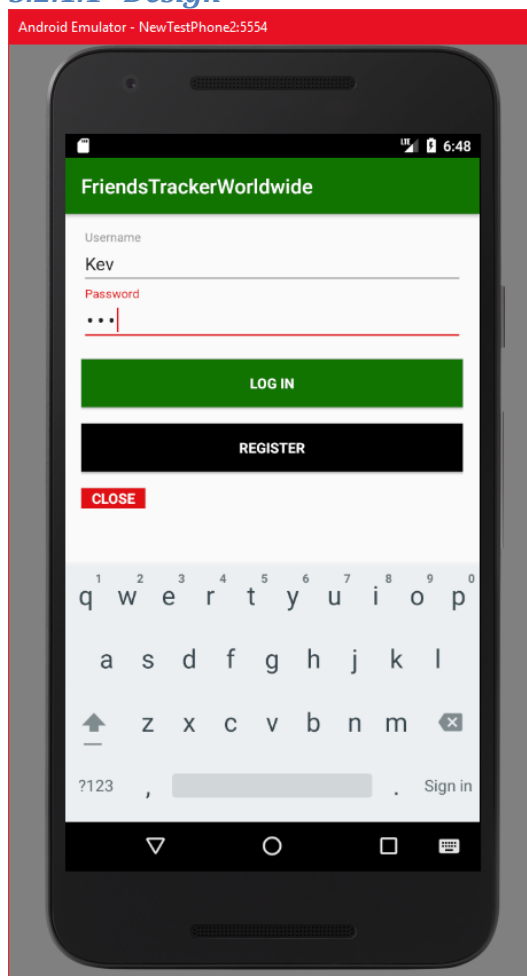 Android Emulator - NewTestPhone2:5554
LTE 6:48
FriendsTrackerWorldwide
Username
Kev
Password
•••
LOG IN
REGISTER
CLOSE
1 2 3 4 5 6 7 8 9 0
q w e r t y u i o p
a s d f g h j k l
z x c v b n m
?123 , . Sign in